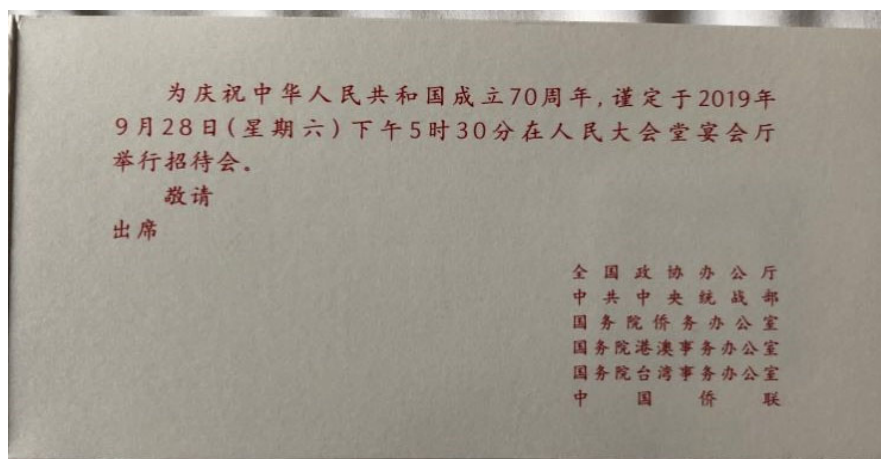 为庆祝中华人民共和国成立70周年,谨定于2019年
9月28日(星期六)下午5时30分在人民大会堂宴会厅
举行招待会。
敬请
出席
全国政协办公厅
中共中央统战部
国务院侨务办公室
国务院港澳事务办公室
国务院台湾事务办公室
中国侨联